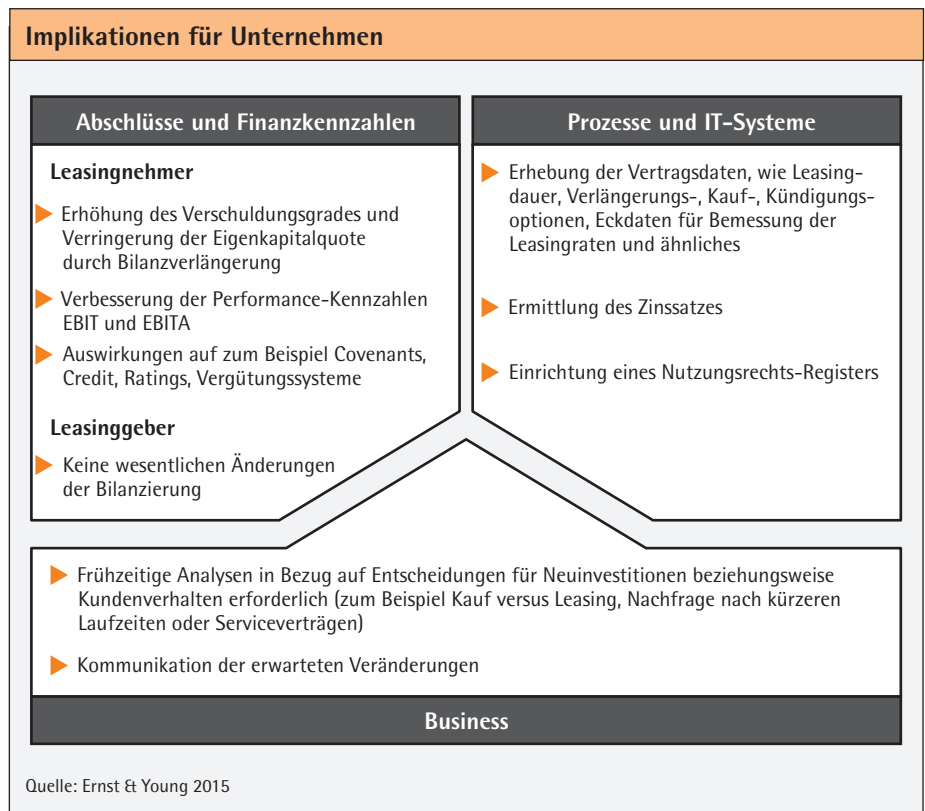 Implikationen für Unternehmen
Abschlüsse und Finanzkennzahlen
Leasingnehmer
Erhöhung des Verschuldungsgrades und
Verringerung der Eigenkapitalquote
durch Bilanzverlängerung
Verbesserung der Performance-Kennzahlen
EBIT und EBITA
Auswirkungen auf zum Beispiel Covenants,
Credit, Ratings, Vergütungssysteme
Leasinggeber
Keine wesentlichen Änderungen
der Bilanzierung
Prozesse und IT-Systeme
Erhebung der Vertragsdaten, wie Leasing-
dauer, Verlängerungs-, Kauf-, Kündigungs-
optionen, Eckdaten für Bemessung der
Leasingraten und ähnliches
Ermittlung des Zinssatzes
Einrichtung eines Nutzungsrechts-Registers
Frühzeitige Analysen in Bezug auf Entscheidungen für Neuinvestitionen beziehungsweise
Kundenverhalten erforderlich (zum Beispiel Kauf versus Leasing, Nachfrage nach kürzeren
Laufzeiten oder Serviceverträgen)
Kommunikation der erwarteten Veränderungen
Business
Quelle: Ernst & Young 2015